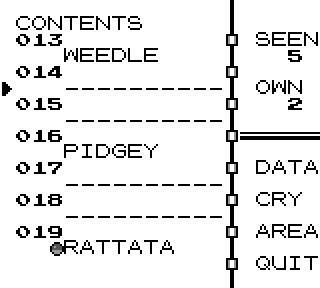 CONTENTS
013
WEEDLE
014
----------
015
----------
016
PIDGEY
017
----------
018
----------
019
RATTATA
SEEN
5
OWN
2
DATA
CRY
AREA
QUIT